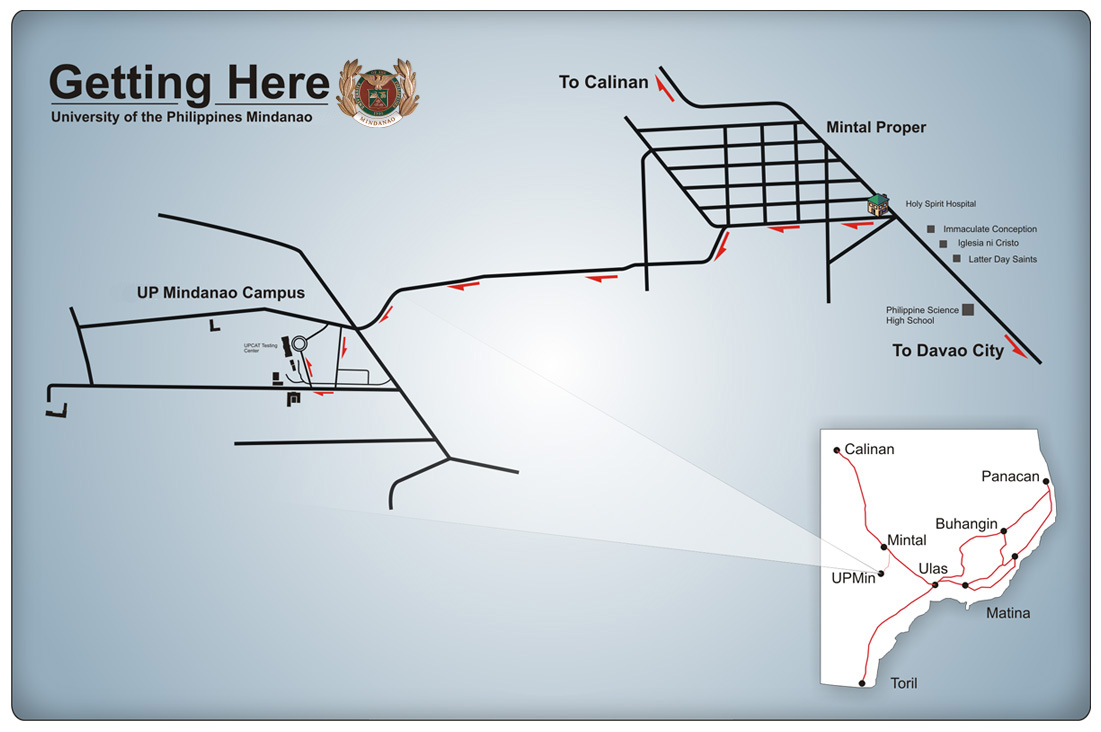 Getting Here
University of the Philippines Mindanao
MINDANAO
To Calinan
Mintal Proper
Holy Spirit Hospital
Immaculate Conception
Iglesia ni Cristo
Latter Day Saints
Philippine Science
High School
To Davao City
UP Mindanao Campus
UPCAT Testing
Center
Calinan
Panacan
Buhangin
Mintal
Ulas
UPMin
Matina
Toril